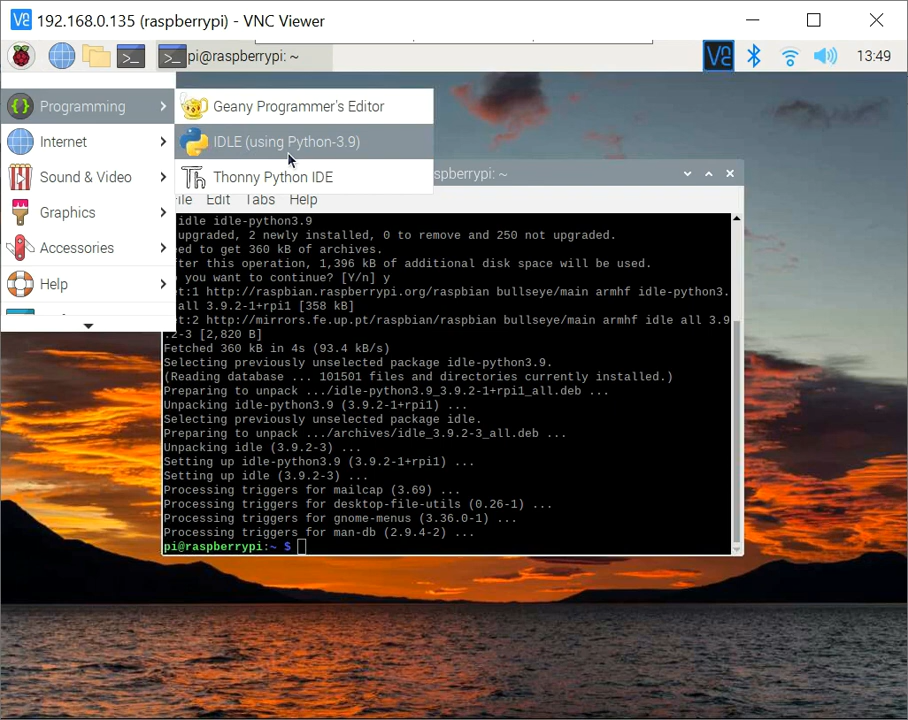 192.168.0.135 (raspberrypi) - VNC Viewer
pi@raspberrypi: ~
13:49
Programming
Internet
Sound & Video
Graphics
Accessories
Help
Geany Programmer's Editor
IDLE (using Python-3.9)
Thonny Python IDE
spberrypi: ~
ile Edit Tabs Help
idle idle-python3.9
upgraded, 2 newly installed, 0 to remove and 250 not upgraded.
eed to get 360 kB of archives.
fter this operation, 1,396 kB of additional disk space will be used.
o you want to continue? [Y/n] y
et:1 http://raspbian.raspberrypi.org/raspbian bullseye/main armhf idle-python3.
all 3.9.2-1+rpi1 [358 kB]
et:2 http://mirrors.fe.up.pt/raspbian/raspbian bullseye/main armhf idle all 3.9
.2-3 [2,820 B]
Fetched 360 kB in 4s (93.4 kB/s)
Selecting previously unselected package idle-python3.9.
(Reading database ... 101501 files and directories currently installed.)
Preparing to unpack .../idle-python3.9_3.9.2-1+rpi1_all.deb ...
Unpacking idle-python3.9 (3.9.2-1+rpi1) ...
Selecting previously unselected package idle.
Preparing to unpack .../archives/idle_3.9.2-3_all.deb ...
Unpacking idle (3.9.2-3) ...
Setting up idle-python3.9 (3.9.2-1+rpi1) ...
Setting up idle (3.9.2-3) ...
Processing triggers for mailcap (3.69) ...
Processing triggers for desktop-file-utils (0.26-1) ...
Processing triggers for gnome-menus (3.36.0-1) ...
Processing triggers for man-db (2.9.4-2) ...
pi@raspberrypi:~ $